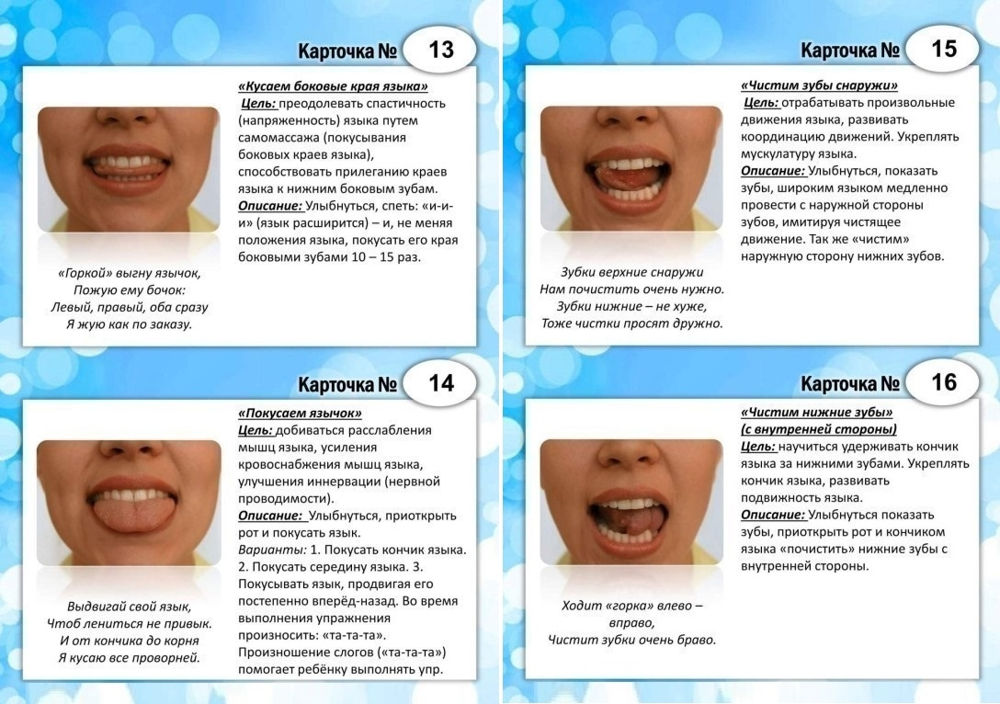 Карточка № 13
«Кусаем боковые края языка»
Цель: преодолевать спастичность
(напряженность) языка путем
самомассажа (покусывания
боковых краев языка),
способствовать прилеганию краев
языка к нижним боковым зубам.
Описание: Улыбнуться, спеть: «и-и-
и» (язык расширится) – и, не меняя
положения языка, покусать его края
боковыми зубами 10 – 15 раз.
«Горкой» выгну язычок,
Пожую ему бочок:
Левый, правый, оба сразу
Я жую как по заказу.
Карточка № 14
«Покусаем язычок»
Цель: добиваться расслабления
мышц языка, усиления
кровоснабжения мышц языка,
улучшения иннервации (нервной
проводимости).
Описание: Улыбнуться, приоткрыть
рот и покусать язык.
Варианты: 1. Покусать кончик языка.
2. Покусать середину языка. 3.
Покусывать язык, продвигая его
постепенно вперёд-назад. Во время
выполнения упражнения
произносить: «та-та-та».
Произношение слогов («та-та-та»)
помогает ребёнку выполнять упр.
Выдвигай свой язык,
Чтоб лениться не привык.
И от кончика до корня
Я кусаю все проворней.
Карточка № 15
«Чистим зубы снаружи»
Цель: отрабатывать произвольные
движения языка, развивать
координацию движений. Укреплять
мускулатуру языка.
Описание: Улыбнуться, показать
зубы, широким языком медленно
провести с наружной стороны
зубов, имитируя чистящее
движение. Так же «чистим»
наружную сторону нижних зубов.
Зубки верхние снаружи
Нам почистить очень нужно.
Зубки нижние – не хуже,
Тоже чистки просят дружно.
Карточка № 16
«Чистим нижние зубы»
(с внутренней стороны)
Цель: научиться удерживать кончик
языка за нижними зубами. Укреплять
кончик языка, развивать
подвижность языка.
Описание: Улыбнуться показать
зубы, приоткрыть рот и кончиком
языка «почистить» нижние зубы с
внутренней стороны.
Ходит «горка» влево –
вправо,
Чистит зубки очень браво.